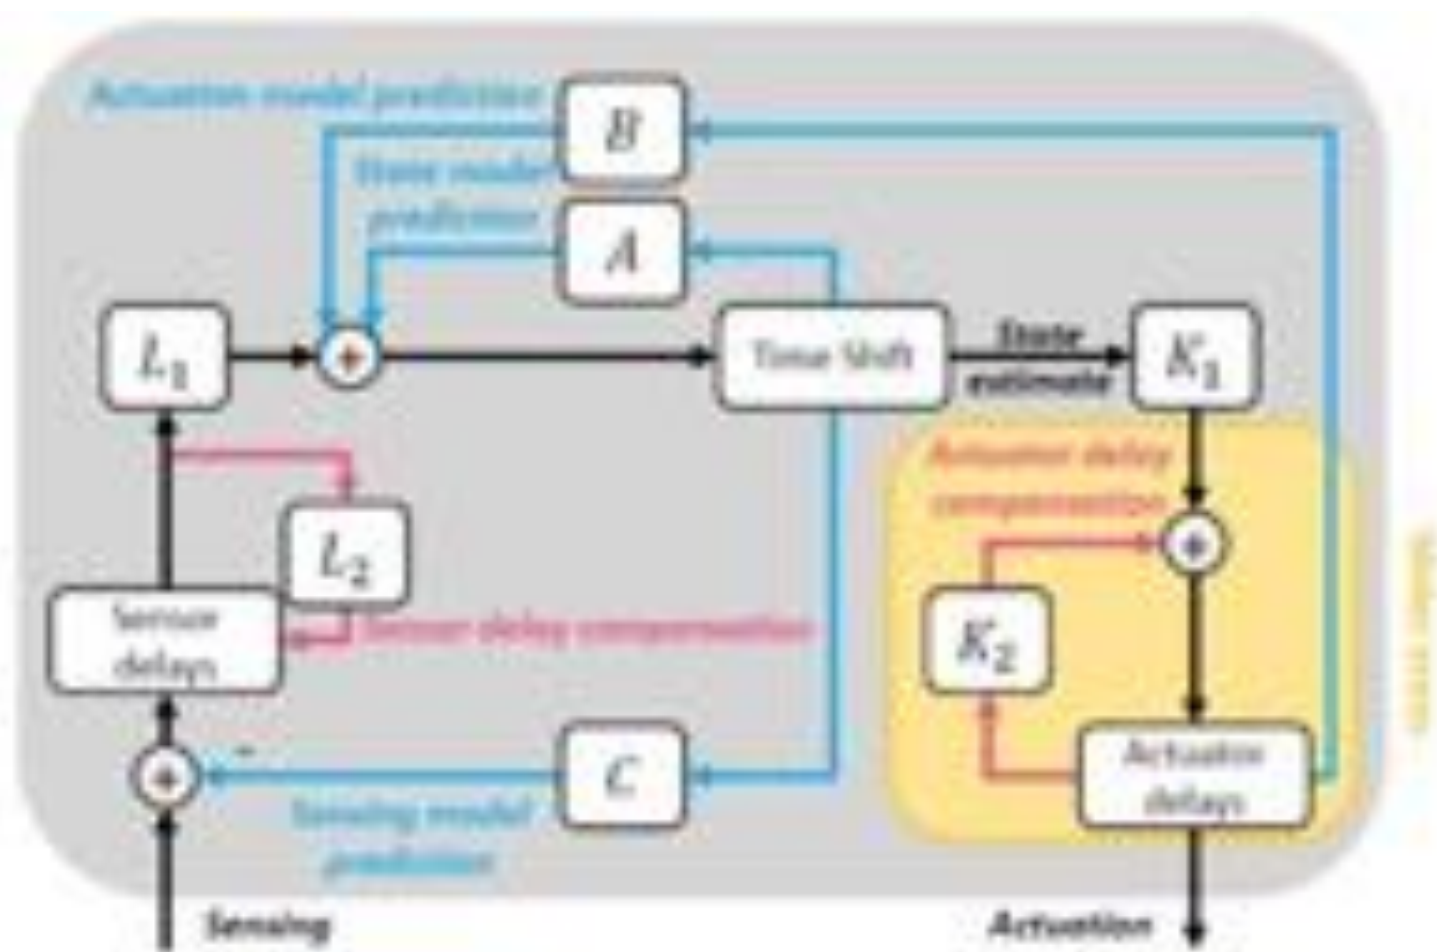 Actuation model prediction
B
State model
prediction
A
L1
+
Time Shift
State
estimate
K1
Actuator delay
compensation
+
L2
K2
Sensor
delays
Sensor delay compensation
Actuator
delays
+
-
C
Sensing model
prediction
Sensing
Actuation